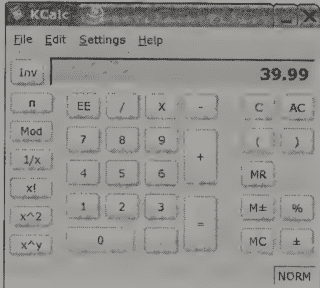 KCalc
File Edit Settings Help
Inv 39.99
п EE / X - C AC
Mod 7 8 9 + ( )
1/x 4 5 6 MR
x! 1 2 3 = M± %
x^2 0 . MC ±
x^y
NORM